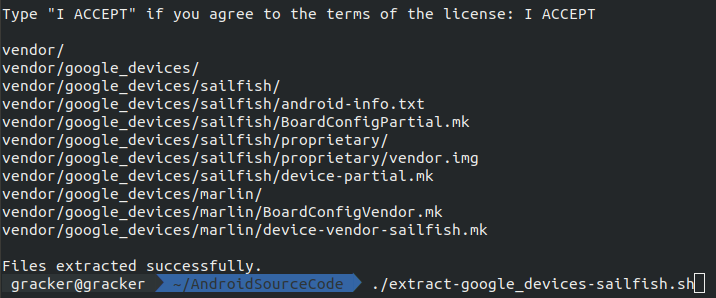 Type "I ACCEPT" if you agree to the terms of the license: I ACCEPT
vendor/
vendor/google_devices/
vendor/google_devices/sailfish/
vendor/google_devices/sailfish/android-info.txt
vendor/google_devices/sailfish/BoardConfigPartial.mk
vendor/google_devices/sailfish/proprietary/
vendor/google_devices/sailfish/proprietary/vendor.img
vendor/google_devices/sailfish/device-partial.mk
vendor/google_devices/marlin/
vendor/google_devices/marlin/BoardConfigVendor.mk
vendor/google_devices/marlin/device-vendor-sailfish.mk
Files extracted successfully.
gracker@gracker ~/AndroidSourceCode ./extract-google_devices-sailfish.sh